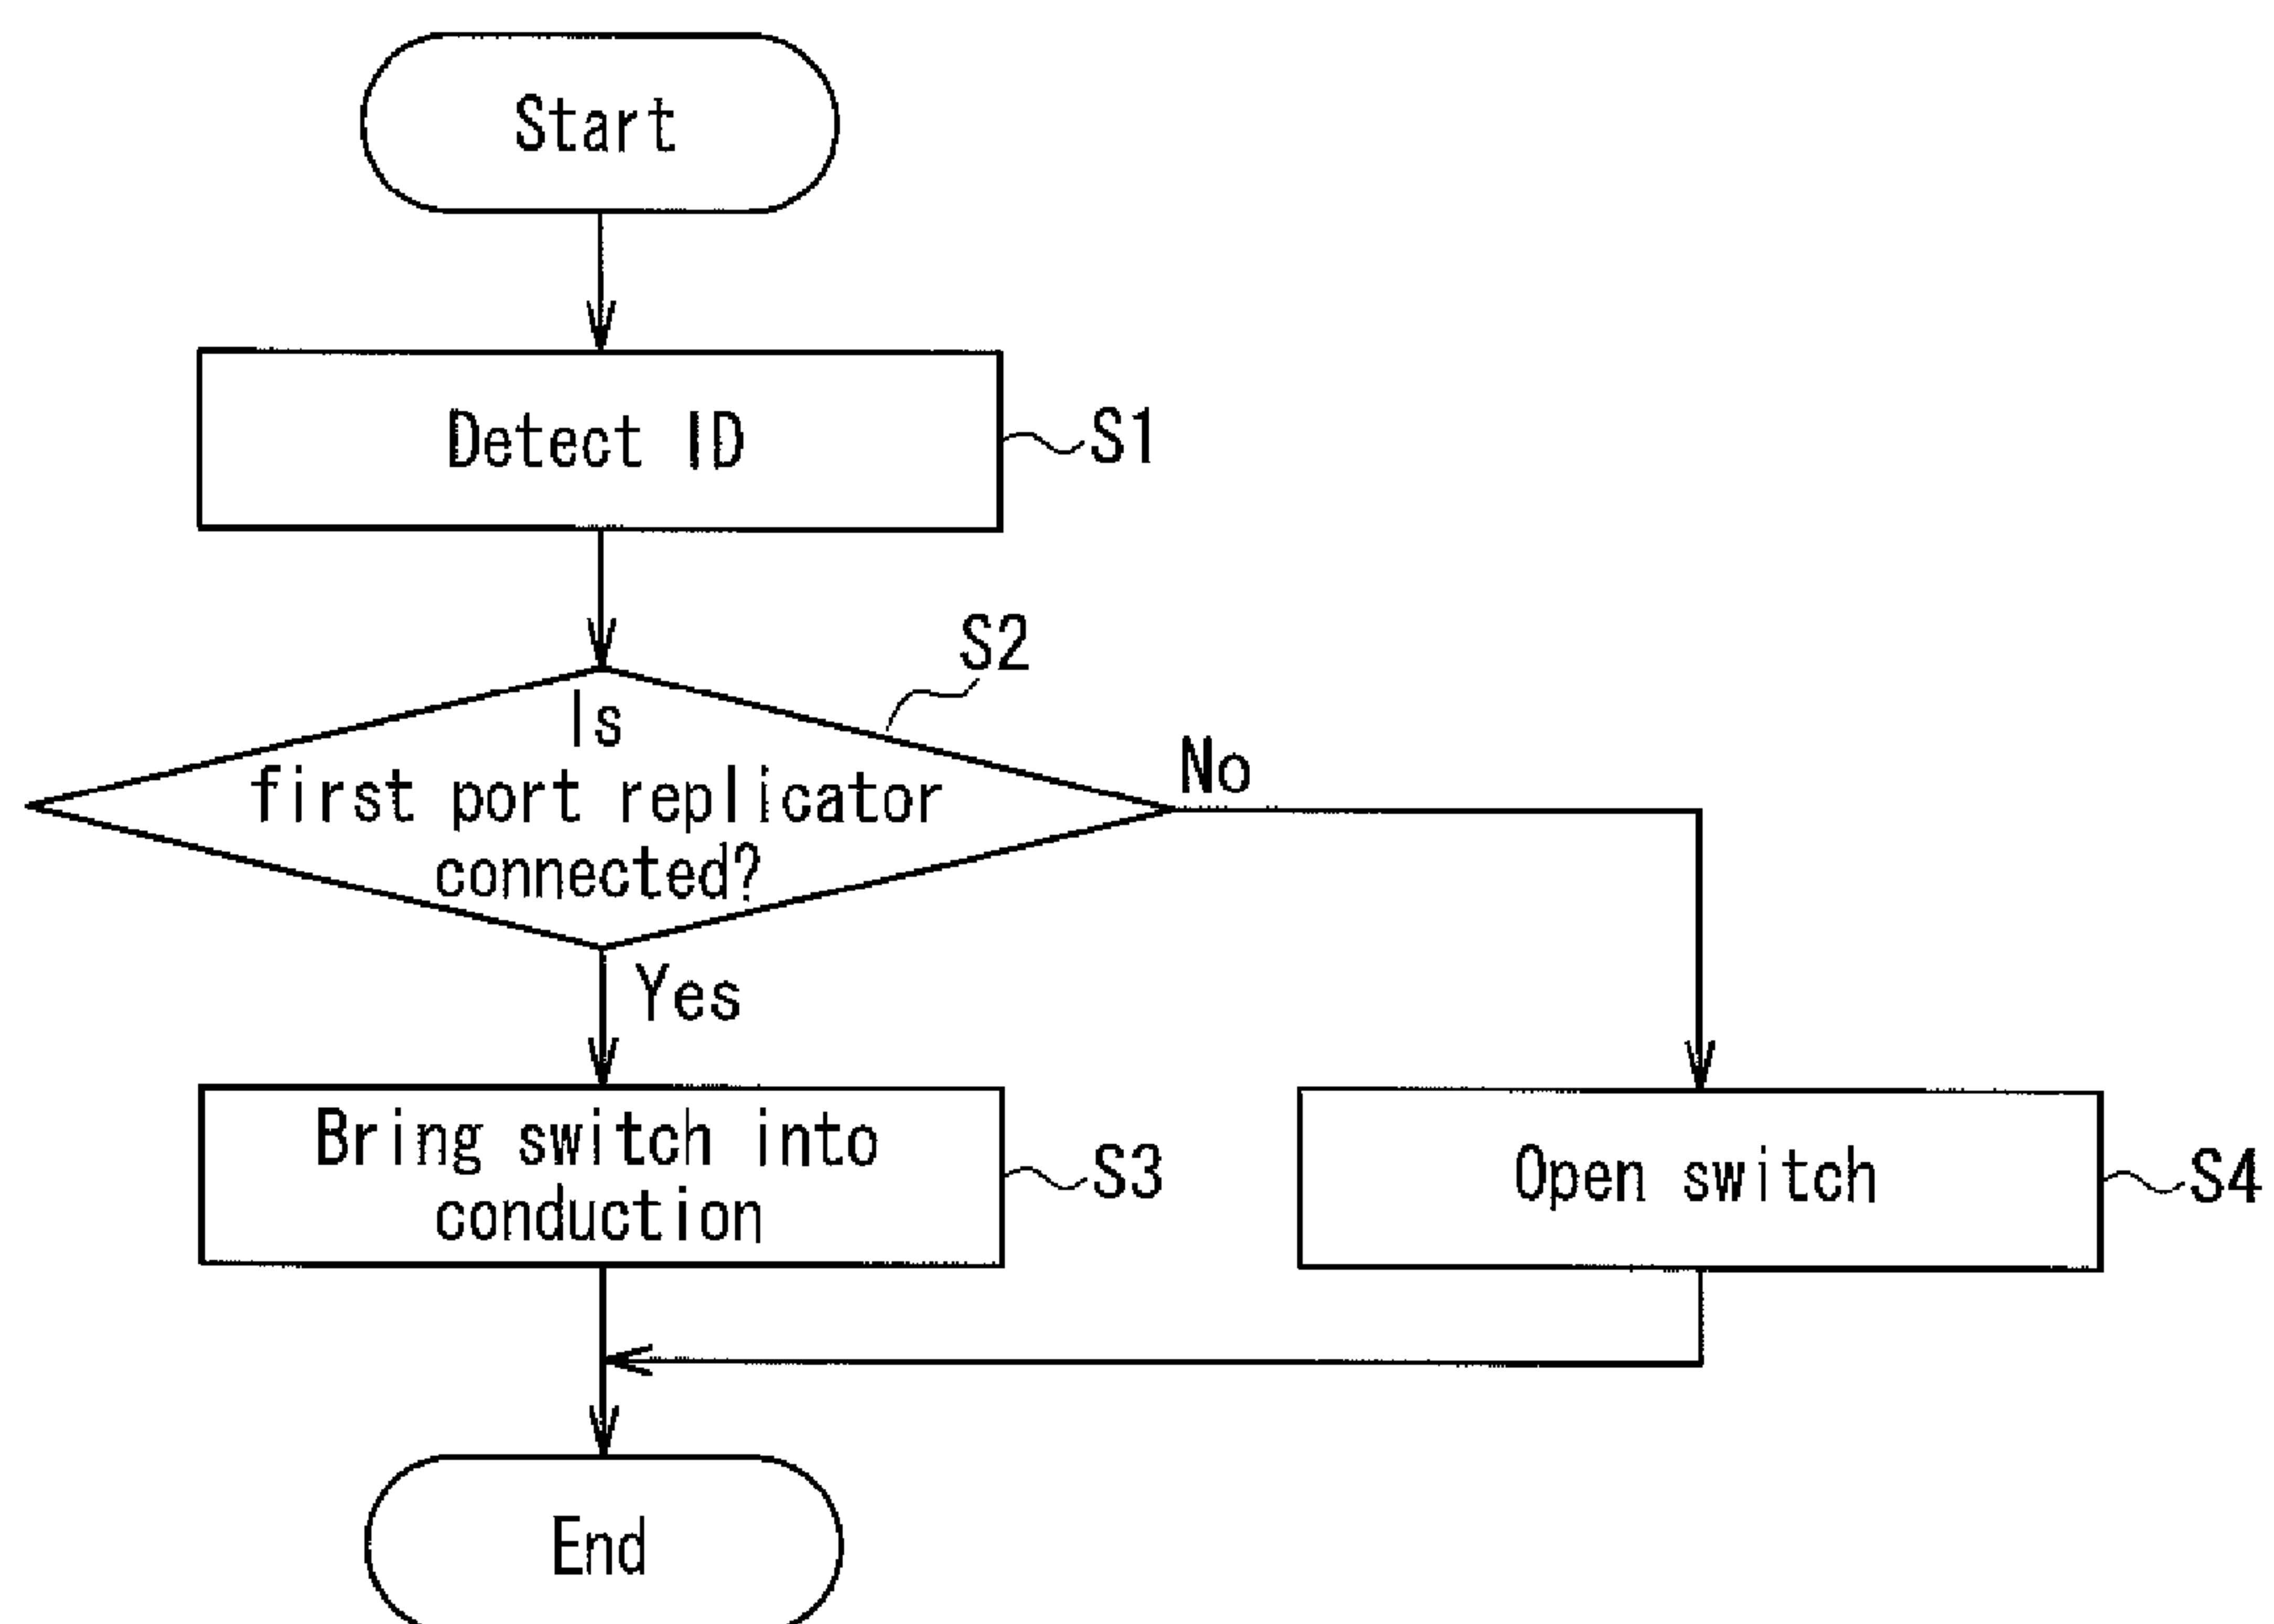 Start
Detect ID
S1
S2
Is
first port replicator
connected?
No
Yes
Bring switch into
conduction
S3
Open switch
S4
End